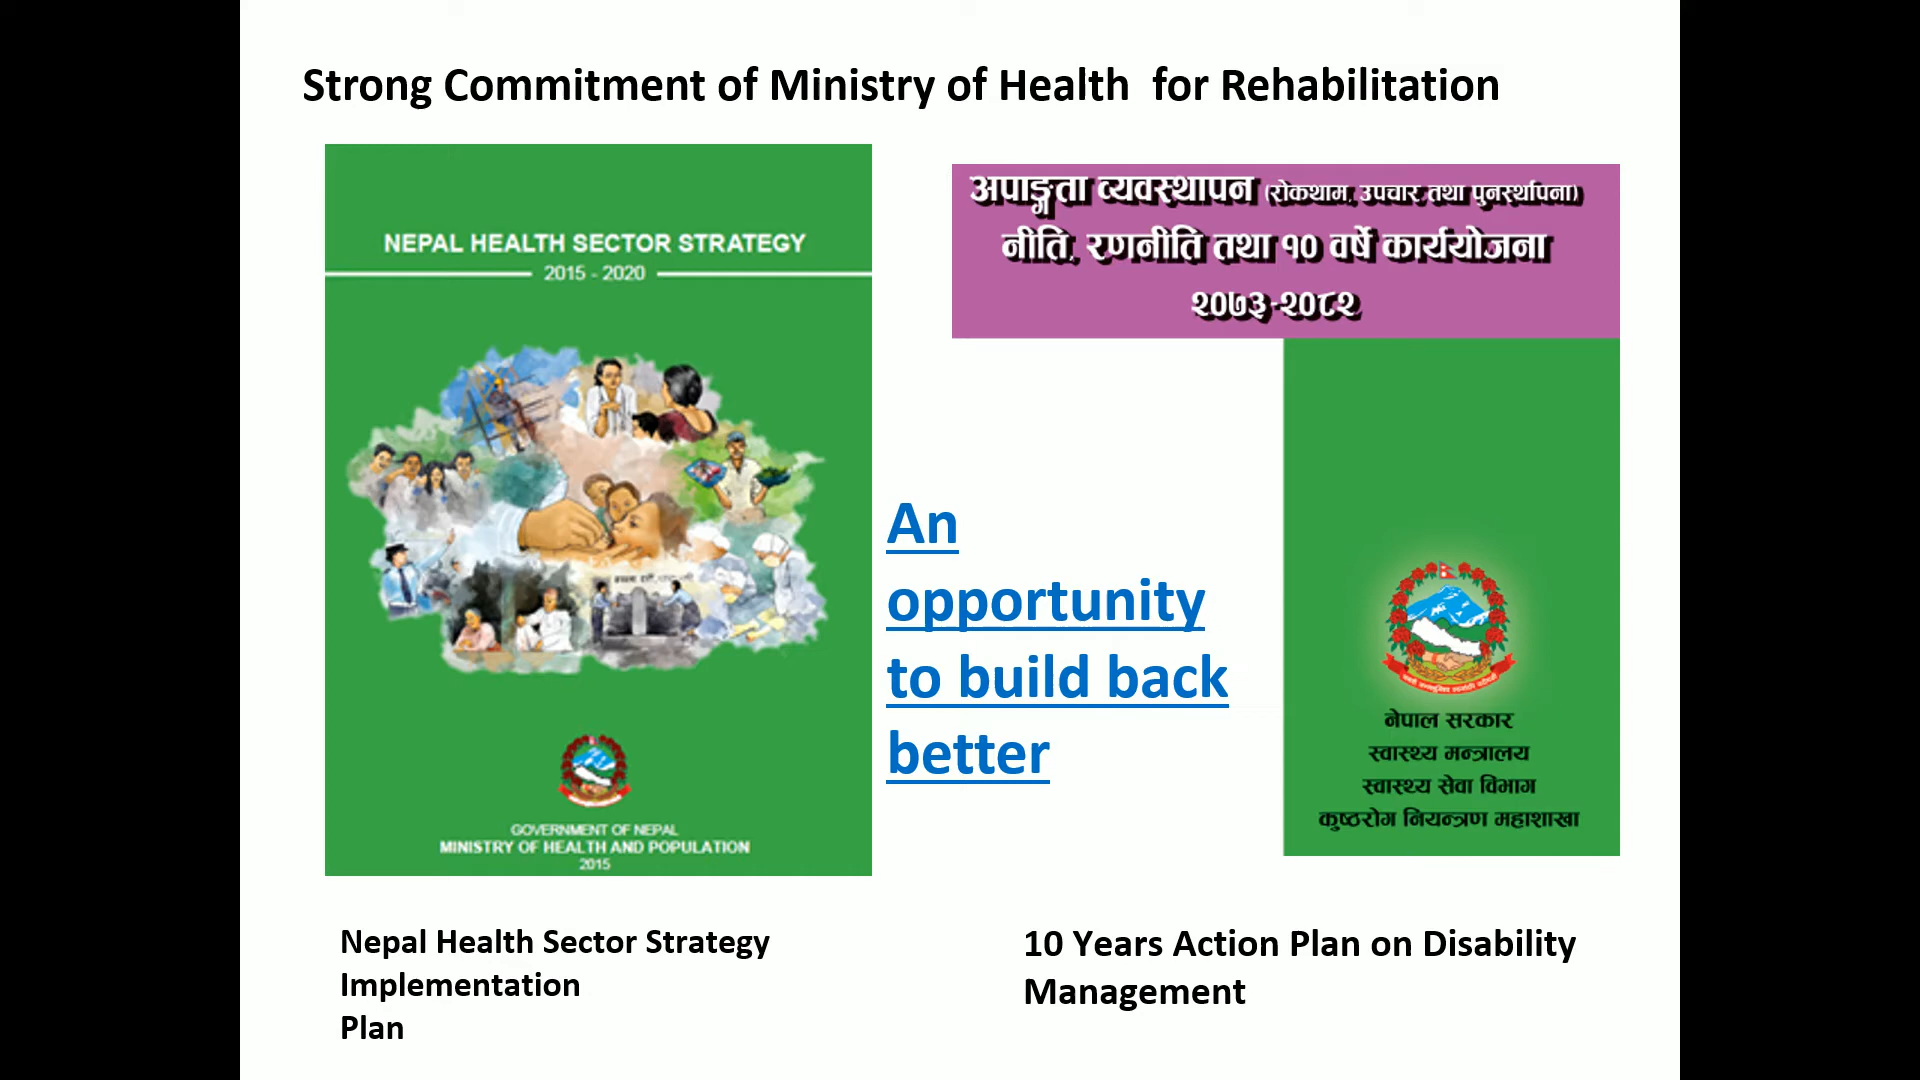 Strong Commitment of Ministry of Health for Rehabilitation
NEPAL HEALTH SECTOR STRATEGY
2015 - 2020
GOVERNMENT OF NEPAL
MINISTRY OF HEALTH AND POPULATION
2015
Nepal Health Sector Strategy
Implementation
Plan
An
opportunity
to build back
better
अपाङ्गता व्यवस्थापन (रोकथाम, उपचार तथा पुनर्स्थापना)
नीति, रणनीति तथा १० वर्षे कार्ययोजना
२०७३-२०८२
नेपाल सरकार
स्वास्थ्य मन्त्रालय
स्वास्थ्य सेवा विभाग
कुष्ठरोग नियन्त्रण महाशाखा
10 Years Action Plan on Disability
Management